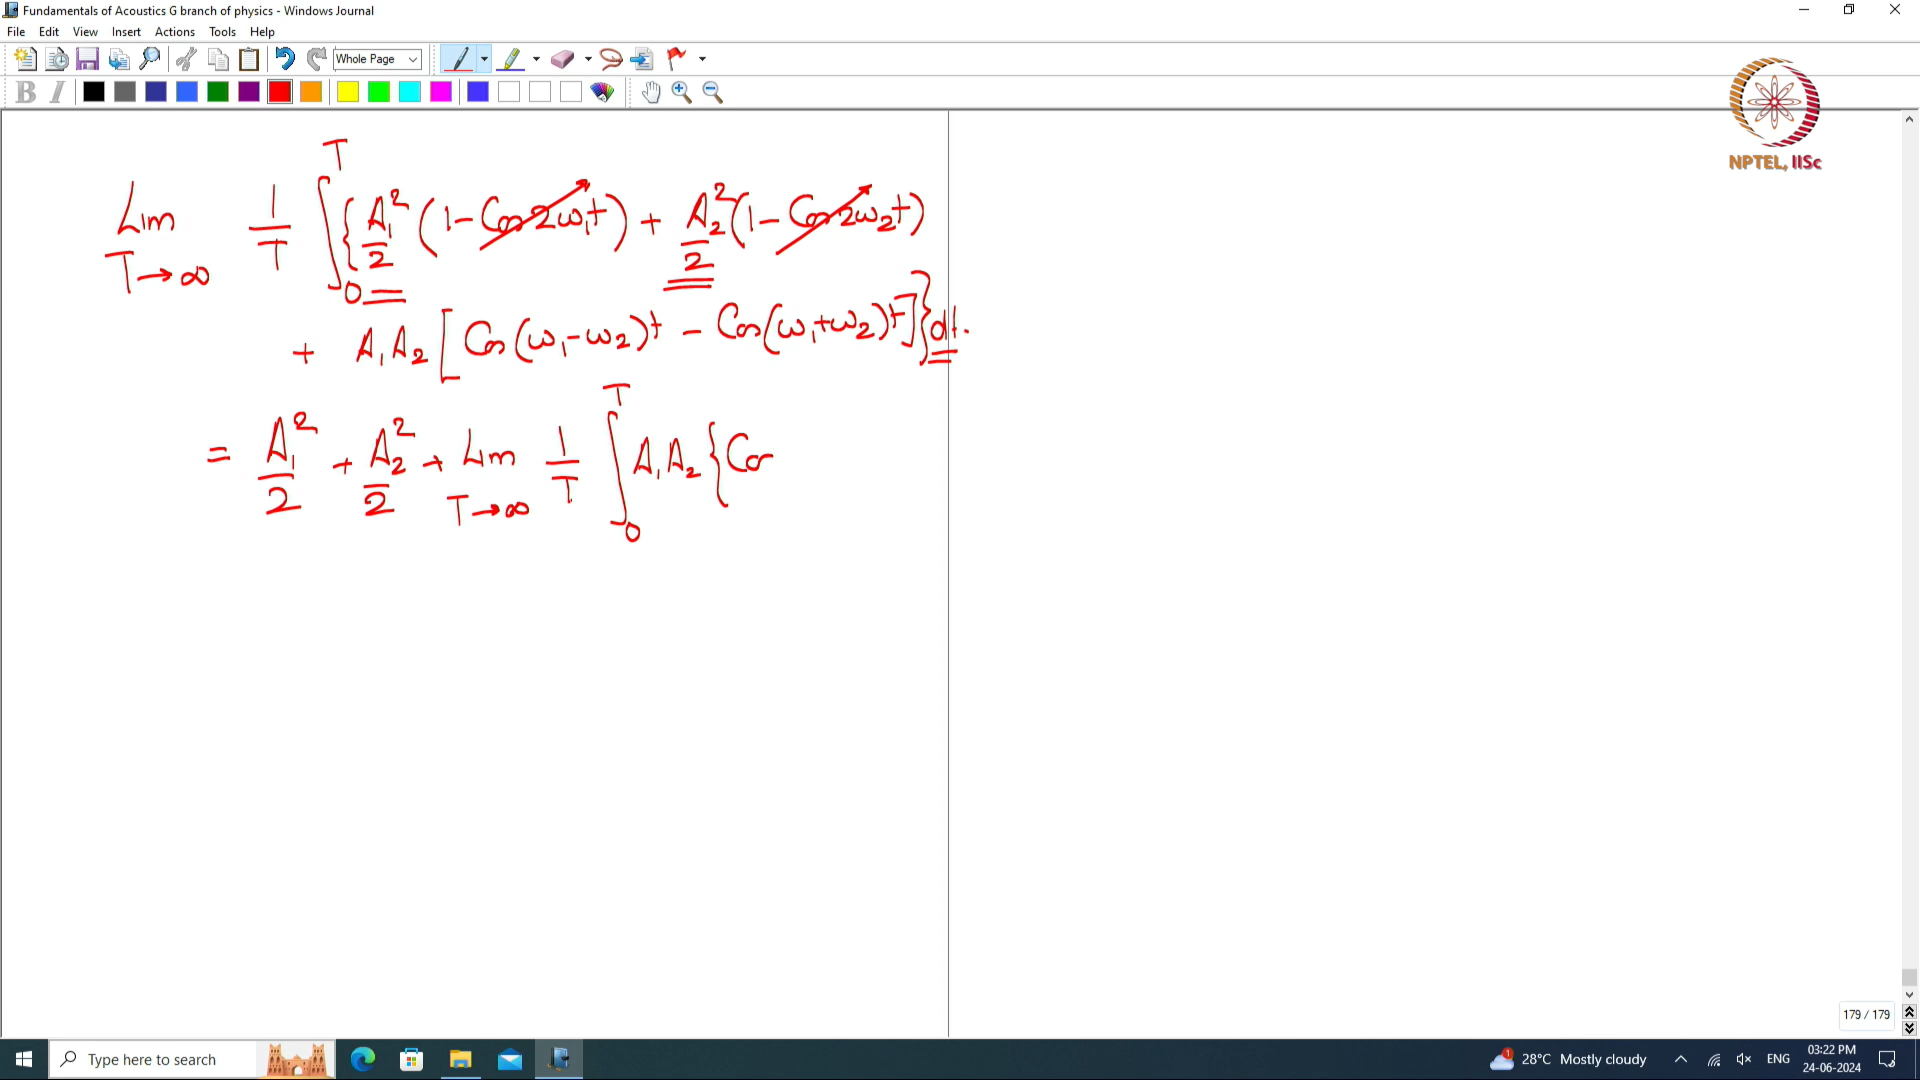 Fundamentals of Acoustics G branch of physics - Windows Journal
File Edit View Insert Actions Tools Help
Whole Page
B I
NPTEL, IISc
Lim T→∞ 1/T ∫₀ᵀ { A₁²/2 (1 - Cos 2ω₁t) + A₂²/2 (1 - Cos 2ω₂t)
+ A₁A₂ [ Cos(ω₁-ω₂)t - Cos(ω₁+ω₂)t ] } dt.
= A₁²/2 + A₂²/2 + Lim T→∞ 1/T ∫₀ᵀ A₁A₂ { Cos
179 / 179
Type here to search
1
28°C Mostly cloudy
ENG
03:22 PM
24-06-2024